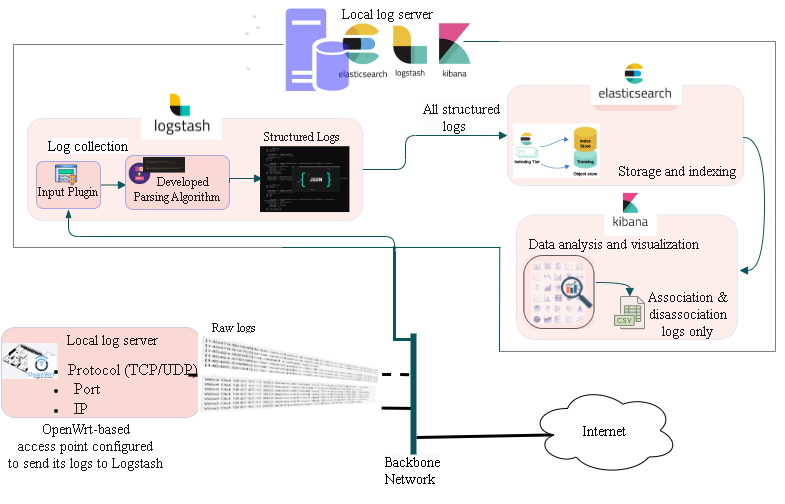 Local log server
elasticsearch
logstash
kibana
logstash
elasticsearch
All structured
logs
Log collection
Structured Logs
Input Plugin
Developed
Parsing Algorithm
{ JSON }
Indexing Tier
Index
Store
Translog
Object store
Storage and indexing
kibana
Data analysis and visualization
CSV
Association &
disassociation
logs only
Raw logs
Local log server
OpenWrt
• Protocol (TCP/UDP)
• Port
• IP
OpenWrt-based
access point configured
to send its logs to Logstash
Backbone
Network
Internet